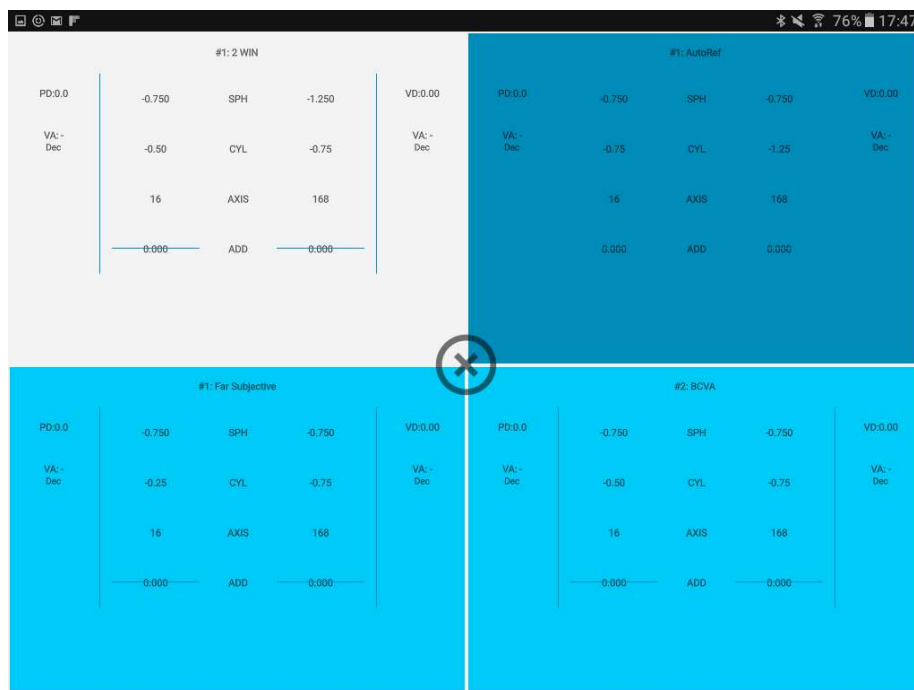 76% 17:47
#1: 2 WIN
PD:0.0 -0.750 SPH -1.250 VD:0.00
VA: - Dec -0.50 CYL -0.75 VA: - Dec
16 AXIS 168
0.000 ADD 0.000
#1: AutoRef
PD:0.0 -0.750 SPH -0.750 VD:0.00
VA: - Dec -0.75 CYL -1.25 VA: - Dec
16 AXIS 168
0.000 ADD 0.000
#1: Far Subjective
PD:0.0 -0.750 SPH -0.750 VD:0.00
VA: - Dec -0.25 CYL -0.75 VA: - Dec
16 AXIS 168
0.000 ADD 0.000
#2: BCVA
PD:0.0 -0.750 SPH -0.750 VD:0.00
VA: - Dec -0.50 CYL -0.75 VA: - Dec
16 AXIS 168
0.000 ADD 0.000